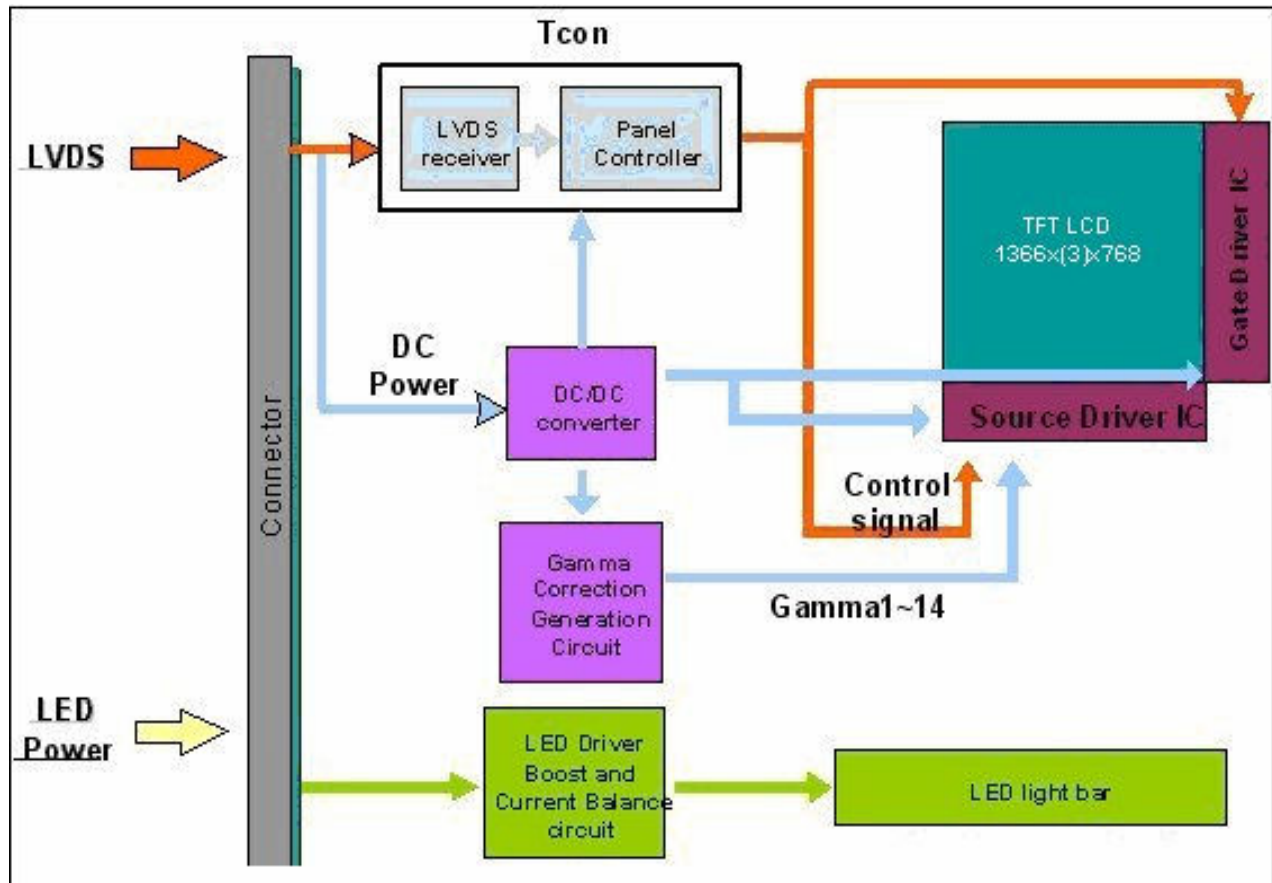 Tcon
LVDS
LVDS
receiver
Panel
Controller
TFT LCD
1366x(3)x768
Gate Driver IC
DC
Power
DC/DC
converter
Source Driver IC
Connector
Control
signal
Gamma
Correction
Generation
Circuit
Gamma1~14
LED
Power
LED Driver
Boost and
Current Balance
circuit
LED light bar